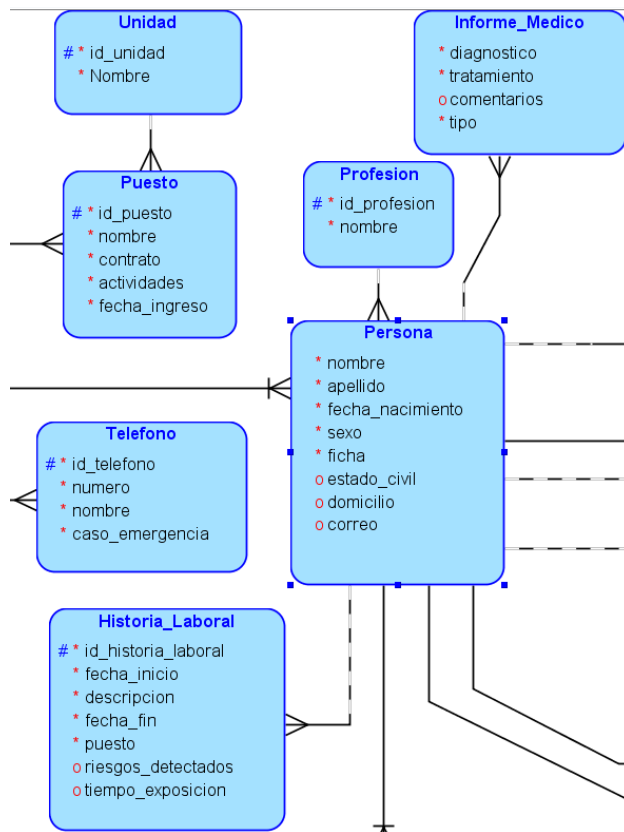 Unidad
# * id_unidad
* Nombre
Informe_Medico
* diagnostico
* tratamiento
o comentarios
* tipo
Puesto
# * id_puesto
* nombre
* contrato
* actividades
* fecha_ingreso
Profesion
# * id_profesion
* nombre
Persona
* nombre
* apellido
* fecha_nacimiento
* sexo
* ficha
o estado_civil
o domicilio
o correo
Telefono
# * id_telefono
* numero
* nombre
* caso_emergencia
Historia_Laboral
# * id_historia_laboral
* fecha_inicio
* descripcion
* fecha_fin
* puesto
o riesgos_detectados
o tiempo_exposicion